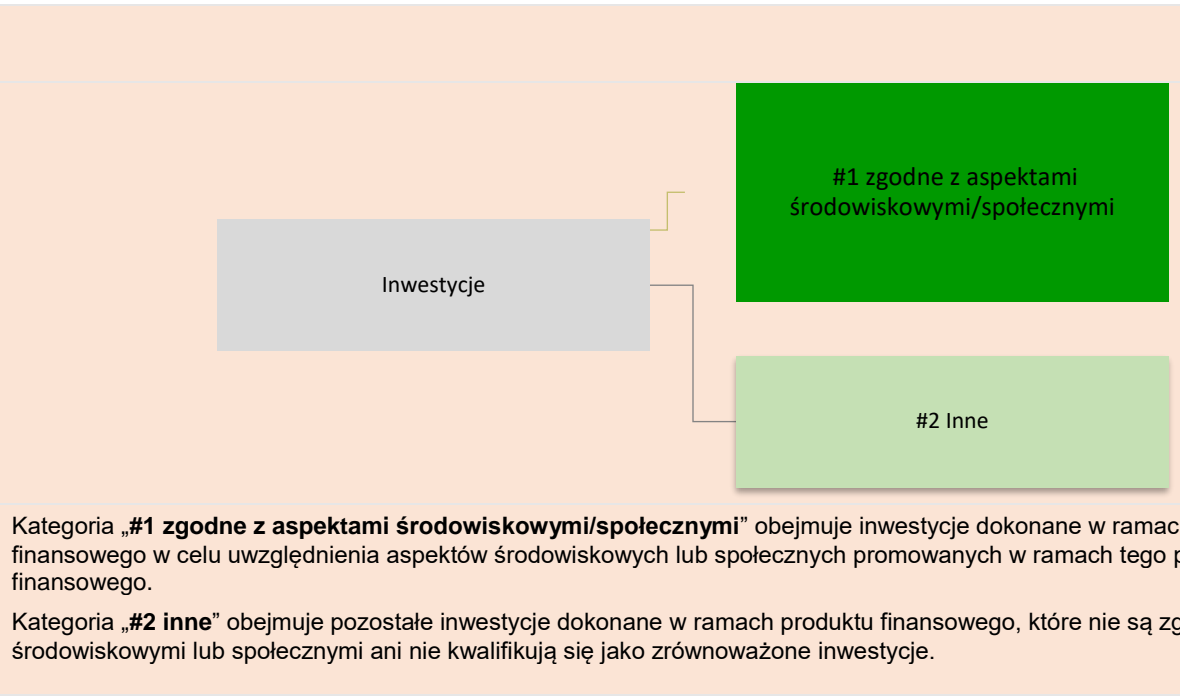 #1 zgodne z aspektami
środowiskowymi/społecznymi
Inwestycje
#2 Inne
Kategoria „#1 zgodne z aspektami środowiskowymi/społecznymi” obejmuje inwestycje dokonane w ramac
finansowego w celu uwzględnienia aspektów środowiskowych lub społecznych promowanych w ramach tego p
finansowego.
Kategoria „#2 inne” obejmuje pozostałe inwestycje dokonane w ramach produktu finansowego, które nie są zg
środowiskowymi lub społecznymi ani nie kwalifikują się jako zrównoważone inwestycje.